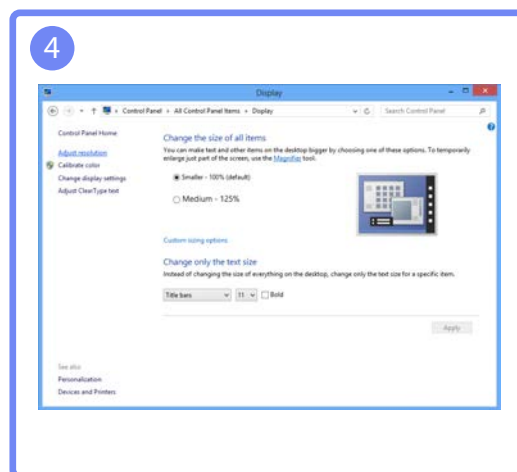 4
Display
Control Panel > All Control Panel Items > Display
Search Control Panel
Control Panel Home
Adjust resolution
Calibrate color
Change display settings
Adjust ClearType text
Change the size of all items
You can make text and other items on the desktop bigger by choosing one of these options. To temporarily
enlarge just part of the screen, use the Magnifier tool.
Smaller - 100% (default)
Medium - 125%
Custom sizing options
Change only the text size
Instead of changing the size of everything on the desktop, change only the text size for a specific item.
Title bars 11 Bold
Apply
See also
Personalization
Devices and Printers